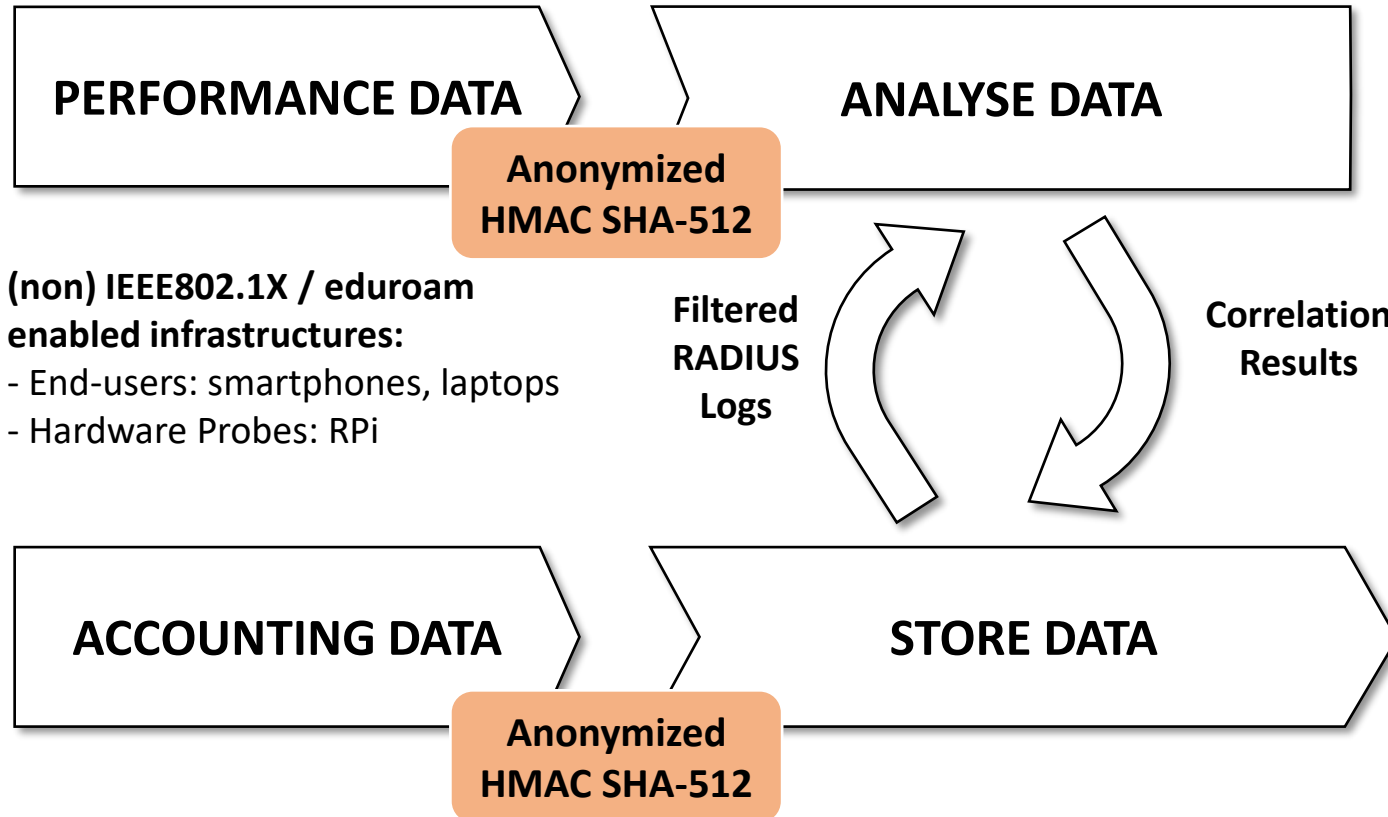 PERFORMANCE DATA
ANALYSE DATA
Anonymized
HMAC SHA-512
(non) IEEE802.1X / eduroam
enabled infrastructures:
- End-users: smartphones, laptops
- Hardware Probes: RPi
Filtered
RADIUS
Logs
Correlation
Results
ACCOUNTING DATA
STORE DATA
Anonymized
HMAC SHA-512